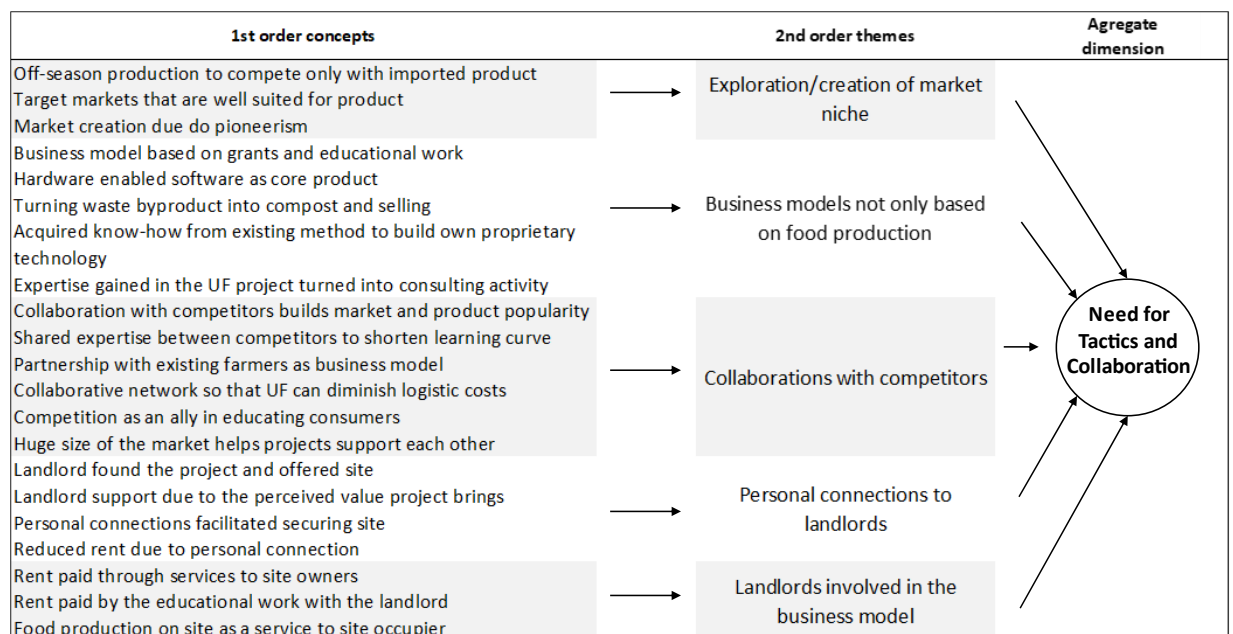 1st order concepts
2nd order themes
Agregate
dimension
Off-season production to compete only with imported product
Target markets that are well suited for product
Market creation due do pioneerism
Exploration/creation of market
niche
Business model based on grants and educational work
Hardware enabled software as core product
Turning waste byproduct into compost and selling
Acquired know-how from existing method to build own proprietary
technology
Expertise gained in the UF project turned into consulting activity
Business models not only based
on food production
Collaboration with competitors builds market and product popularity
Shared expertise between competitors to shorten learning curve
Partnership with existing farmers as business model
Collaborative network so that UF can diminish logistic costs
Competition as an ally in educating consumers
Huge size of the market helps projects support each other
Collaborations with competitors
Landlord found the project and offered site
Landlord support due to the perceived value project brings
Personal connections facilitated securing site
Reduced rent due to personal connection
Personal connections to
landlords
Rent paid through services to site owners
Rent paid by the educational work with the landlord
Food production on site as a service to site occupier
Landlords involved in the
business model
Need for
Tactics and
Collaboration